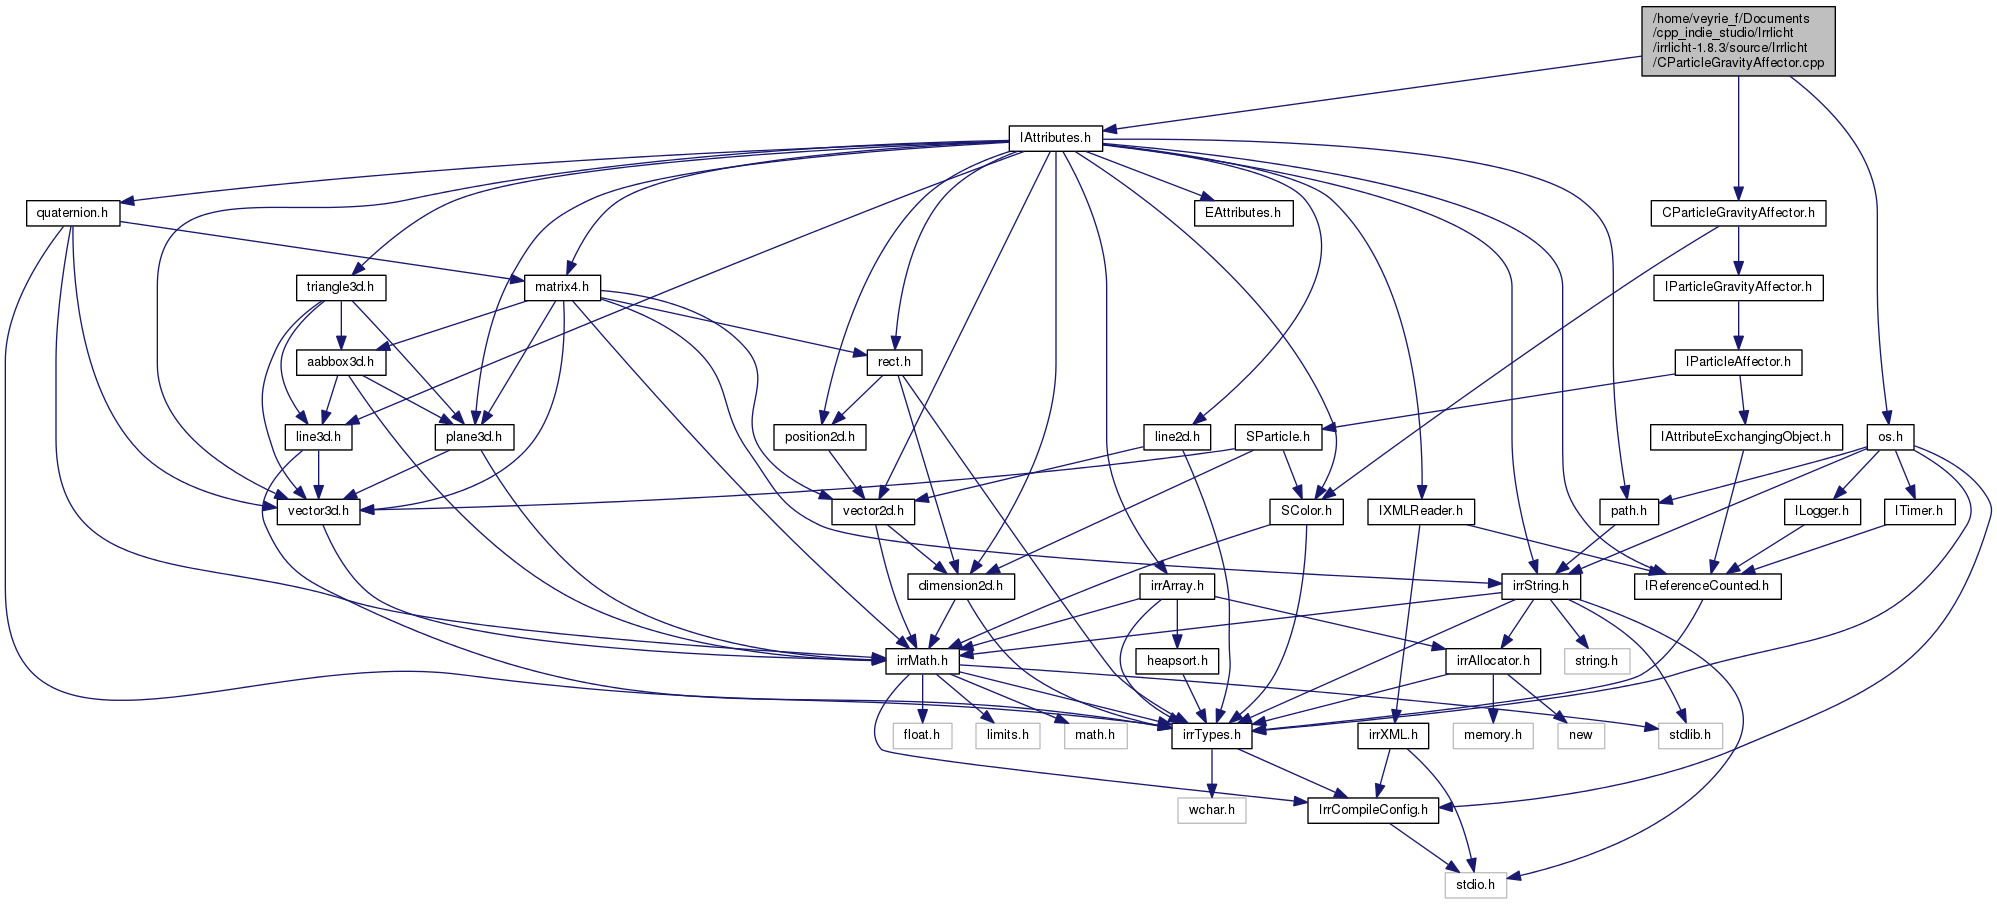 /home/veyrie_f/Documents
/cpp_indie_studio/Irrlicht
/irrlicht-1.8.3/source/Irrlicht
/CParticleGravityAffector.cpp
IAttributes.h
quaternion.h
EAttributes.h
CParticleGravityAffector.h
triangle3d.h
matrix4.h
IParticleGravityAffector.h
aabbox3d.h
rect.h
IParticleAffector.h
line3d.h
plane3d.h
position2d.h
line2d.h
SParticle.h
IAttributeExchangingObject.h
os.h
vector3d.h
vector2d.h
SColor.h
IXMLReader.h
path.h
ILogger.h
ITimer.h
dimension2d.h
irrArray.h
irrString.h
IReferenceCounted.h
irrMath.h
heapsort.h
irrAllocator.h
string.h
float.h
limits.h
math.h
irrTypes.h
irrXML.h
memory.h
new
stdlib.h
wchar.h
IrrCompileConfig.h
stdio.h